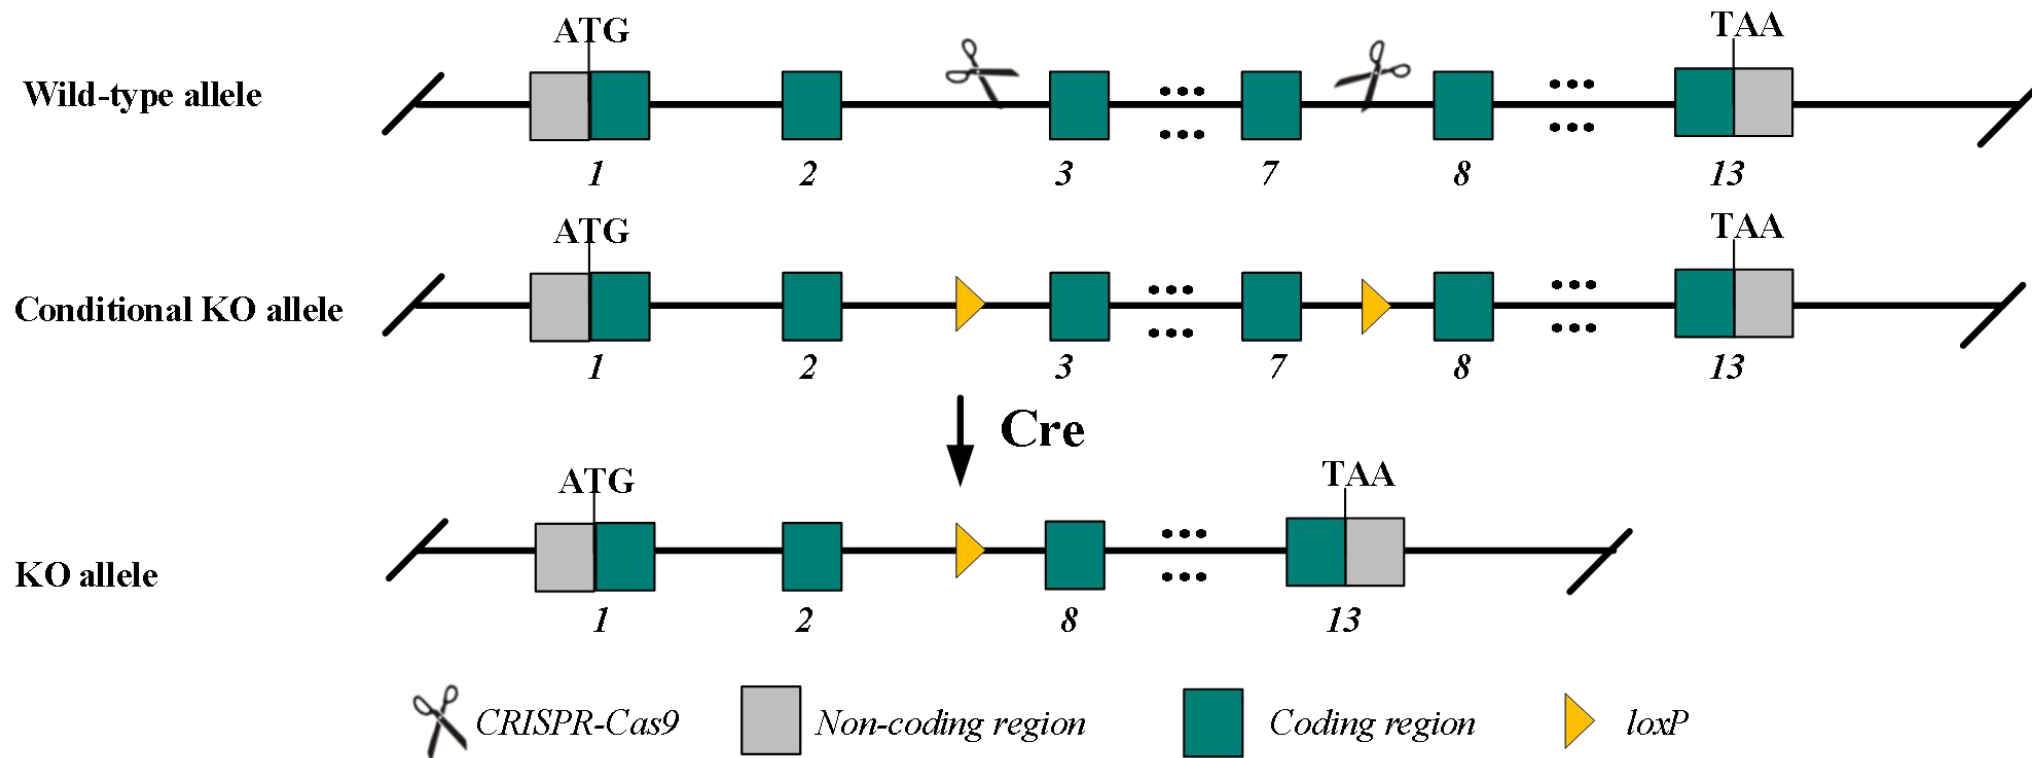 ATG TAA
Wild-type allele
1 2 3 7 8 13
ATG TAA
Conditional KO allele
1 2 3 7 8 13
Cre
ATG TAA
KO allele
1 2 8 13
CRISPR-Cas9 Non-coding region Coding region loxP